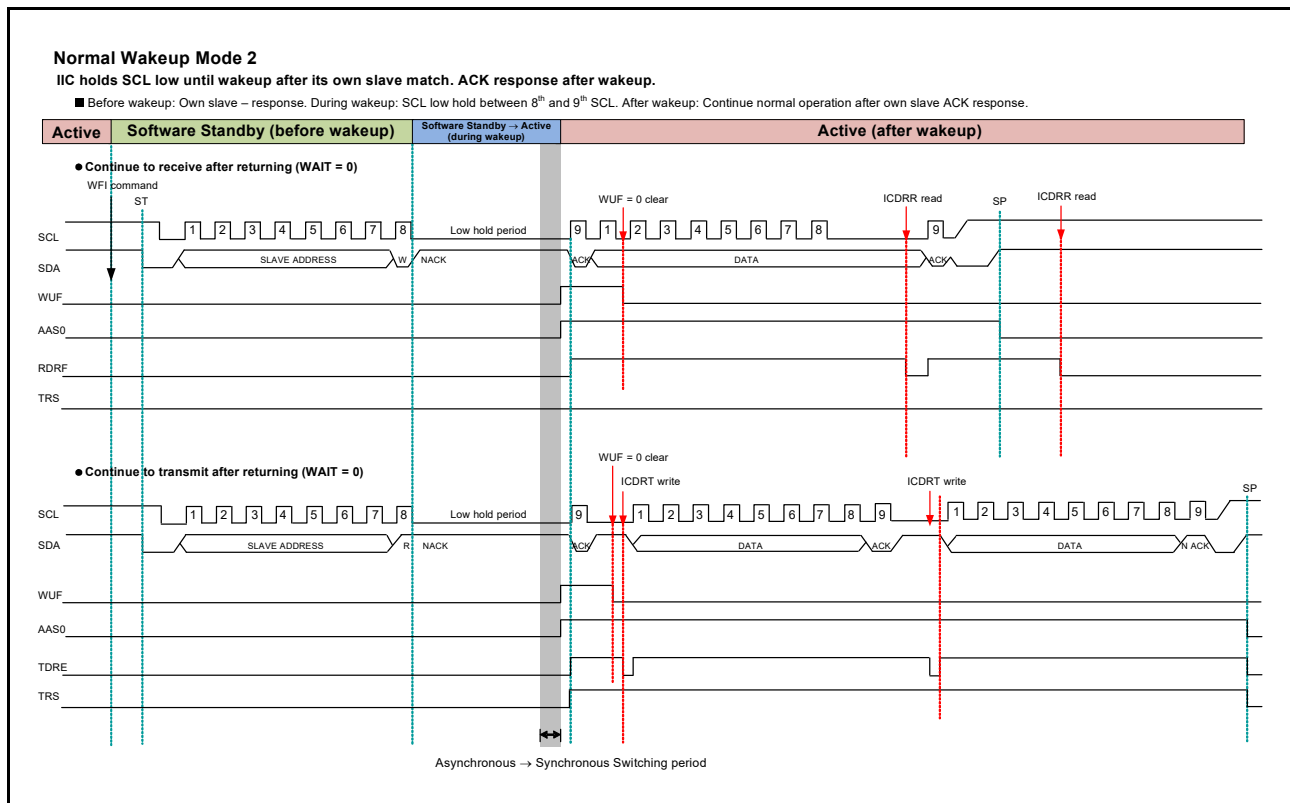 Normal Wakeup Mode 2
IIC holds SCL low until wakeup after its own slave match. ACK response after wakeup.
■ Before wakeup: Own slave – response. During wakeup: SCL low hold between 8th and 9th SCL. After wakeup: Continue normal operation after own slave ACK response.
Active
Software Standby (before wakeup)
Software Standby → Active
(during wakeup)
Active (after wakeup)
● Continue to receive after returning (WAIT = 0)
WFI command
ST
WUF = 0 clear
ICDRR read
SP
ICDRR read
SCL
1 2 3 4 5 6 7 8
Low hold period
9 1 2 3 4 5 6 7 8
9
SDA
SLAVE ADDRESS
W
NACK
ACK
DATA
ACK
WUF
AAS0
RDRF
TRS
● Continue to transmit after returning (WAIT = 0)
WUF = 0 clear
ICDRT write
ICDRT write
SP
SCL
1 2 3 4 5 6 7 8
Low hold period
9
1 2 3 4 5 6 7 8 9
1 2 3 4 5 6 7 8 9
SDA
SLAVE ADDRESS
R
NACK
ACK
DATA
ACK
DATA
N ACK
WUF
AAS0
TDRE
TRS
Asynchronous → Synchronous Switching period